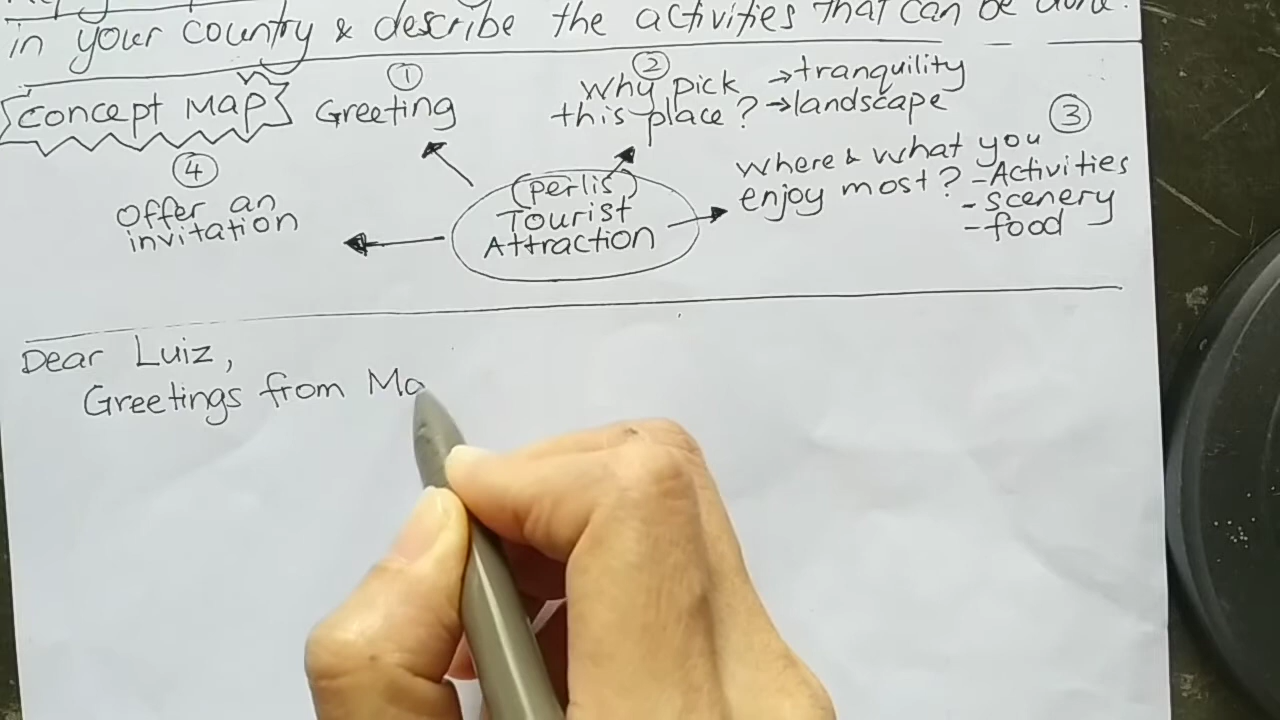 in your country & describe the activities that can be done.
Concept Map
1
Greeting
2
Why pick
this place?
→tranquility
→landscape
3
Where & what you
enjoy most?
-Activities
-scenery
-food
4
Offer an
invitation
(Perlis)
Tourist
Attraction
Dear Luiz,
Greetings from Ma